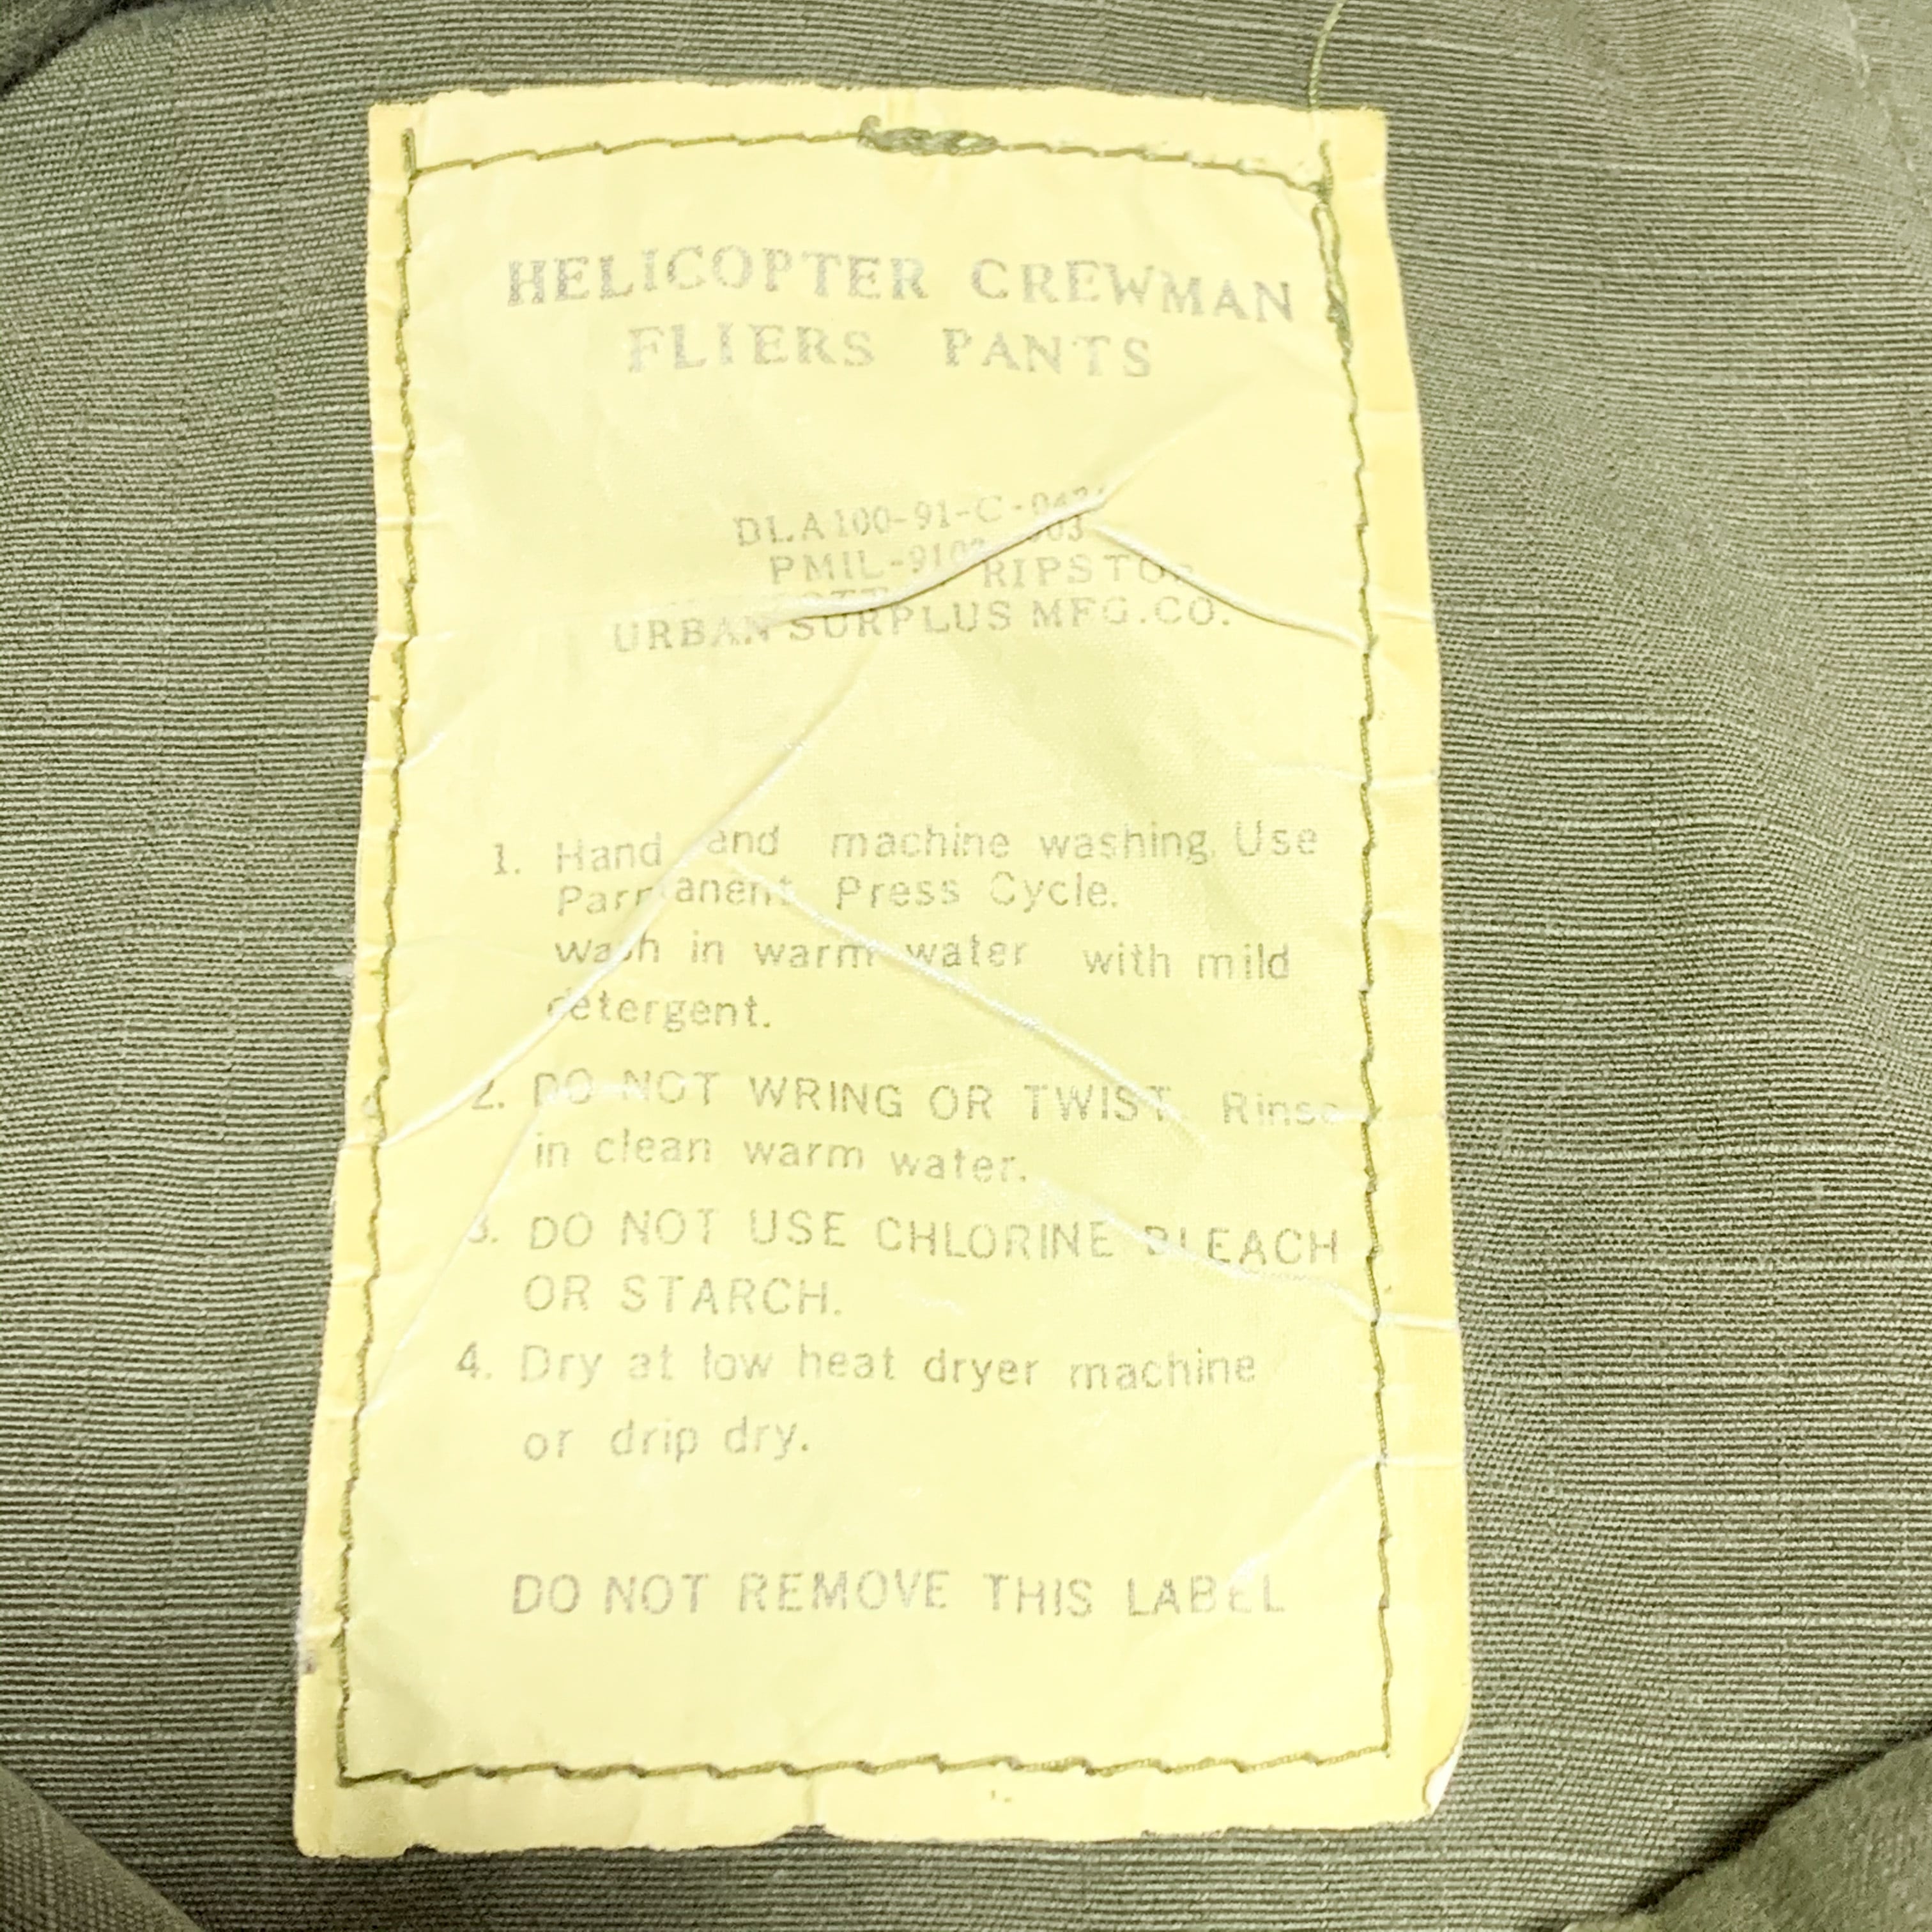 HELICOPTER CREWMAN
FLIERS PANTS
RIPSTOP
URBAN SURPLUS MFG.CO.
1. Hand and machine washing. Use
Parmanent Press Cycle.
wash in warm water with mild
detergent.
2. DO NOT WRING OR TWIST. Rinse
in clean warm water.
3. DO NOT USE CHLORINE BLEACH
OR STARCH.
4. Dry at low heat dryer machine
or drip dry.
DO NOT REMOVE THIS LABEL